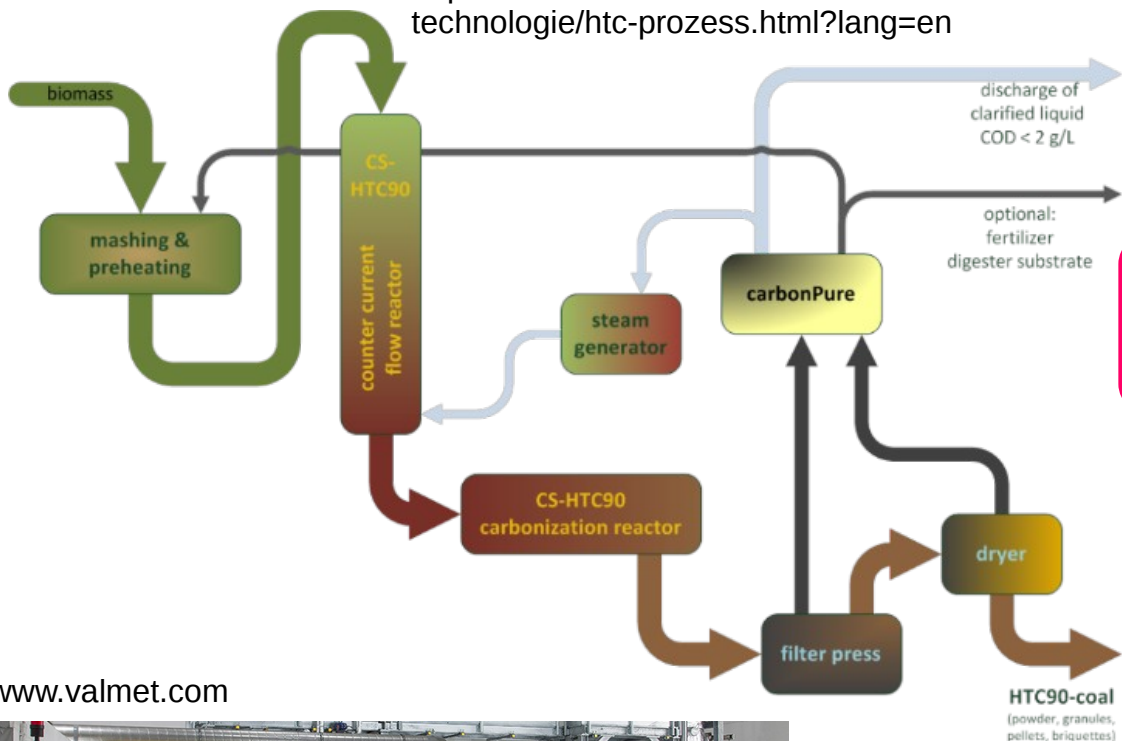 technologie/htc-prozess.html?lang=en
biomass
discharge of
clarified liquid
COD < 2 g/L
CS-
HTC90
counter current
flow reactor
mashing &
preheating
optional:
fertilizer
digester substrate
carbonPure
steam
generator
CS-HTC90
carbonization reactor
dryer
filter press
www.valmet.com
HTC90-coal
(powder, granules,
pellets, briquettes)